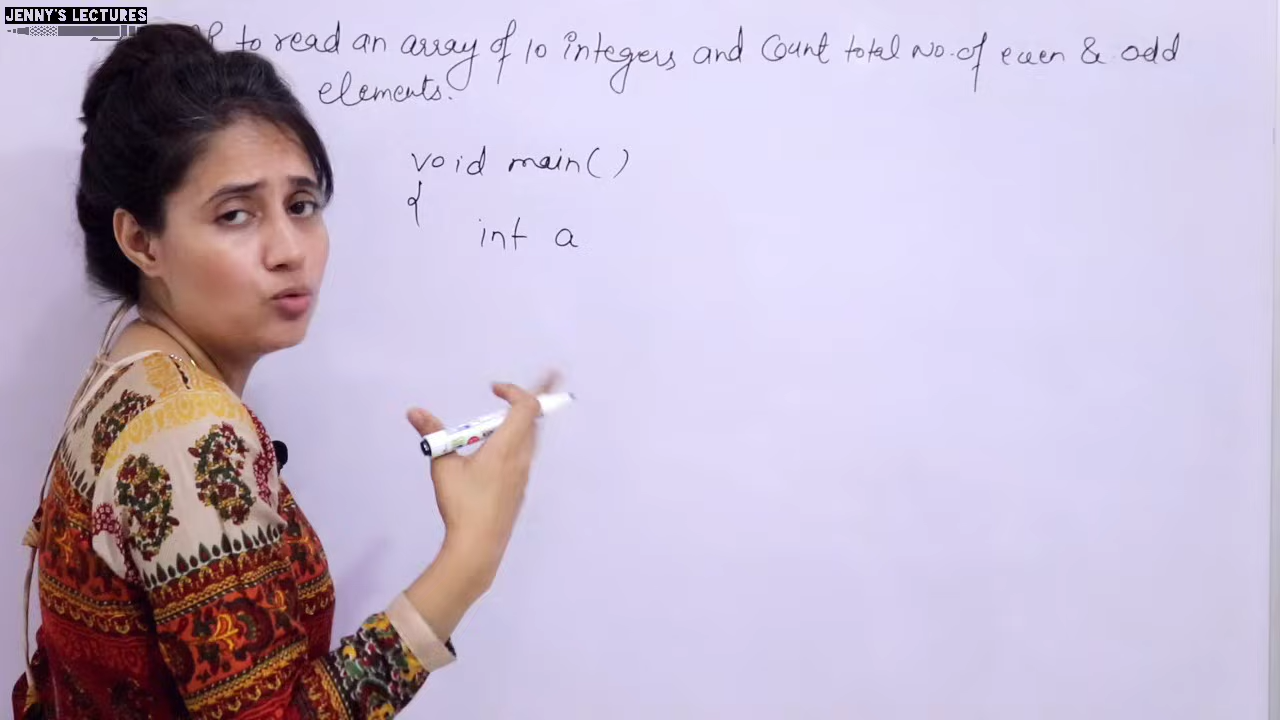 JENNY'S LECTURES
to read an array of 10 integers and Count total No. of even & odd
elements.
void main( )
{
int a